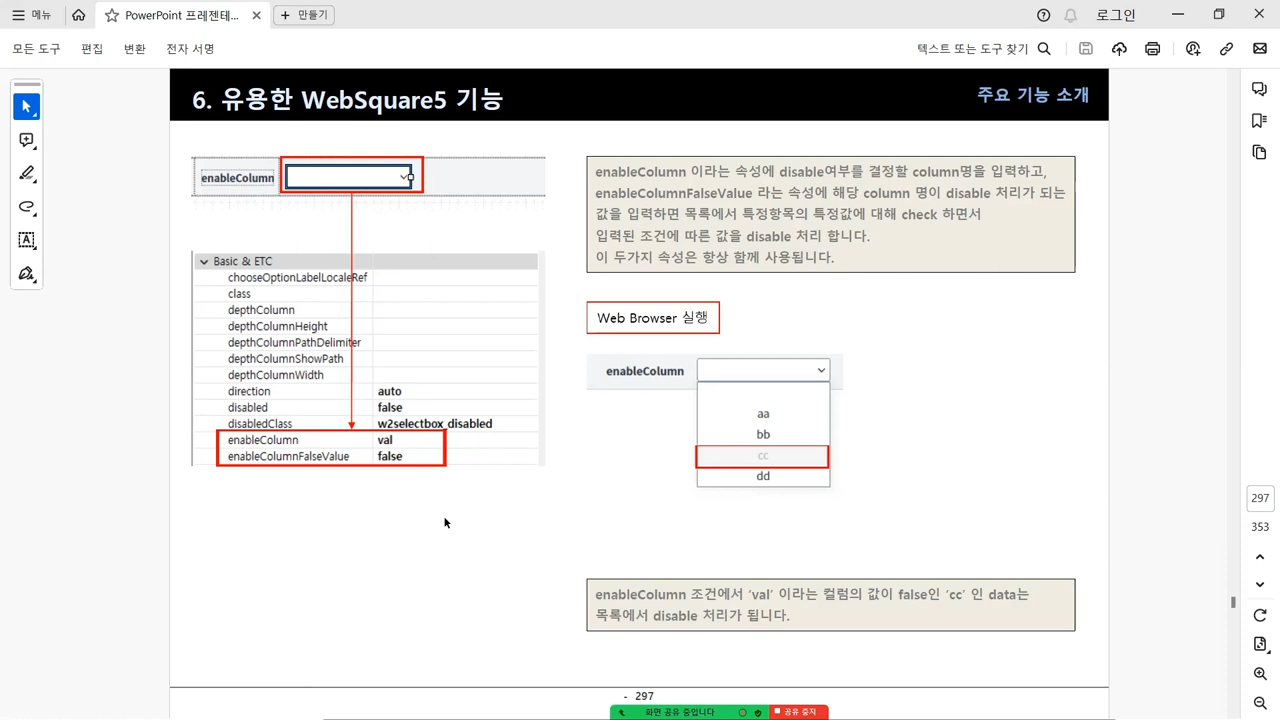 메뉴
PowerPoint 프레젠테...
만들기
로그인
모든 도구
편집
변환
전자 서명
텍스트 또는 도구 찾기
6. 유용한 WebSquare5 기능
주요 기능 소개
enableColumn
Basic & ETC
chooseOptionLabelLocaleRef
class
depthColumn
depthColumnHeight
depthColumnPathDelimiter
depthColumnShowPath
depthColumnWidth
direction auto
disabled false
disabledClass w2selectbox_disabled
enableColumn val
enableColumnFalseValue false
enableColumn 이라는 속성에 disable여부를 결정할 column명을 입력하고,
enableColumnFalseValue 라는 속성에 해당 column 명이 disable 처리가 되는
값을 입력하면 목록에서 특정항목의 특정값에 대해 check 하면서
입력된 조건에 따른 값을 disable 처리 합니다.
이 두가지 속성은 항상 함께 사용됩니다.
Web Browser 실행
enableColumn
aa
bb
cc
dd
enableColumn 조건에서 'val' 이라는 컬럼의 값이 false인 'cc' 인 data는
목록에서 disable 처리가 됩니다.
- 297
297
353
화면 공유 중입니다
공유 중지